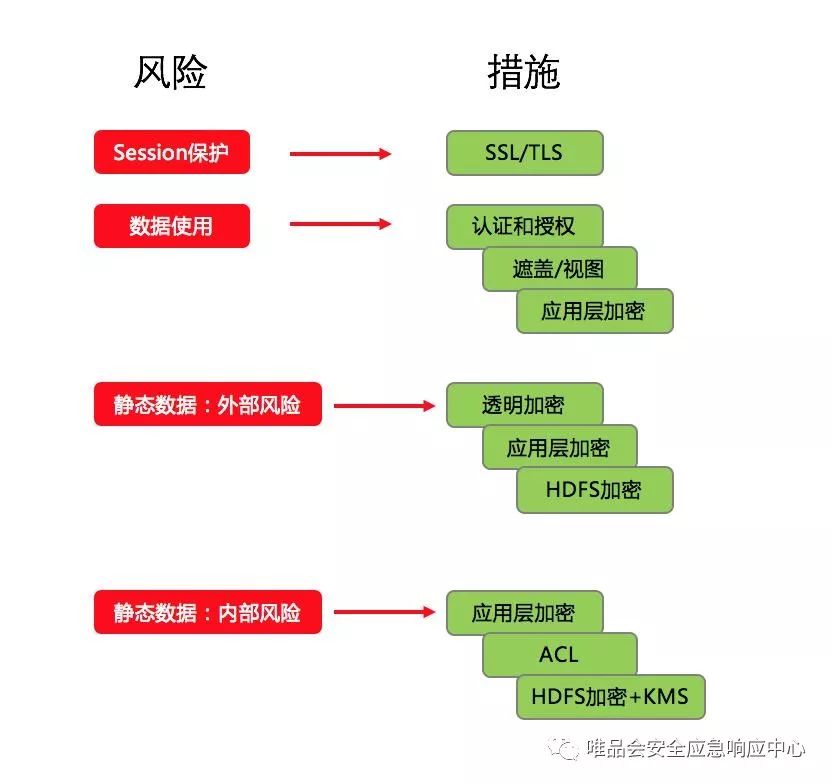 风险 措施
Session保护 SSL/TLS
数据使用 认证和授权
遮盖/视图
应用层加密
静态数据：外部风险 透明加密
应用层加密
HDFS加密
静态数据：内部风险 应用层加密
ACL
HDFS加密+KMS
唯品会安全应急响应中心